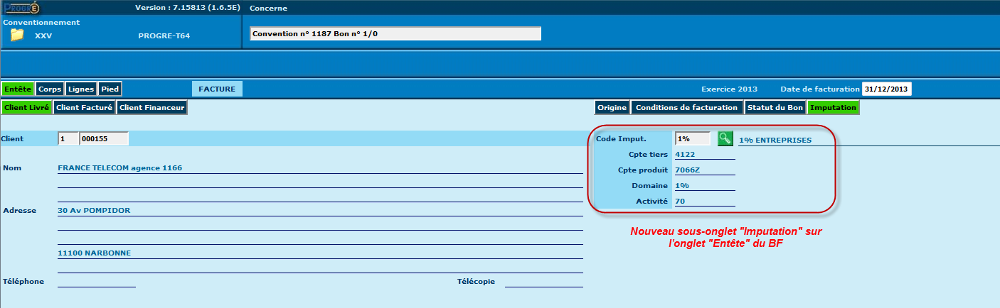 PROGRÉ Version : 7.15813 (1.6.5E) Concerne
Conventionnement
XXV PROGRE-T64 Convention n° 1187 Bon n° 1/0
Entête Corps Lignes Pied FACTURE Exercice 2013 Date de facturation 31/12/2013
Client Livré Client Facturé Client Financeur Origine Conditions de facturation Statut du Bon Imputation
Client 1 000155 Code Imput. 1% 1% ENTREPRISES
Cpte tiers 4122
Nom FRANCE TELECOM agence 1166 Cpte produit 7066Z
Domaine 1%
Activité 70
Adresse 30 Av POMPIDOR
Nouveau sous-onglet "Imputation" sur
l'onglet "Entête" du BF
11100 NARBONNE
Téléphone Télécopie